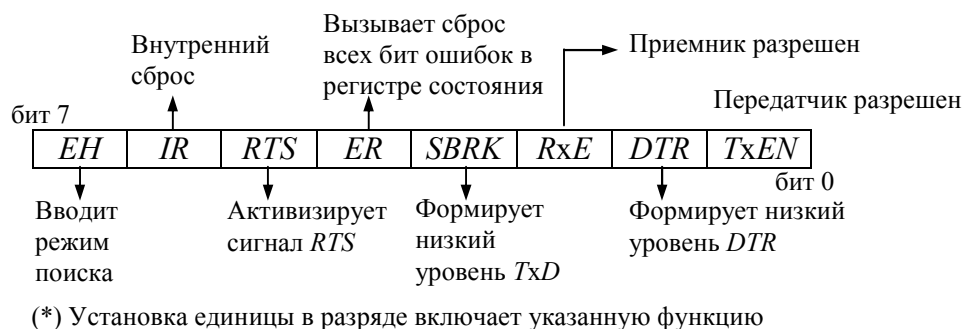 Внутренний
сброс
Вызывает сброс
всех бит ошибок в
регистре состояния
Приемник разрешен
Передатчик разрешен
бит 7
EH IR RTS ER SBRK RxE DTR TxEN
бит 0
Вводит
режим
поиска
Активизирует
сигнал RTS
Формирует
низкий
уровень TxD
Формирует низкий
уровень DTR
(*) Установка единицы в разряде включает указанную функцию